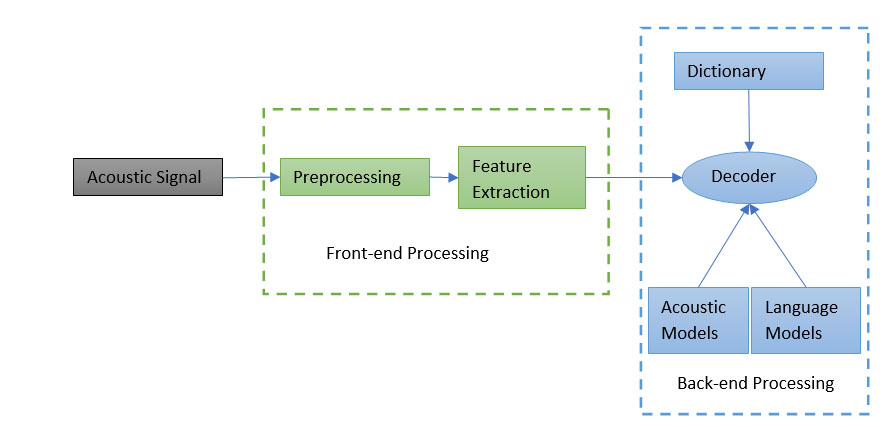 Acoustic Signal
Preprocessing
Feature
Extraction
Front-end Processing
Dictionary
Decoder
Acoustic
Models
Language
Models
Back-end Processing